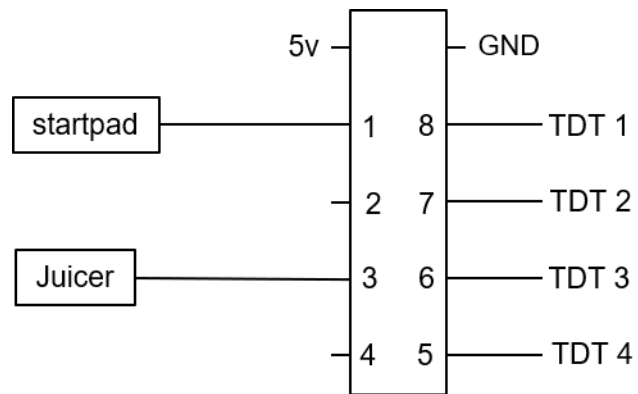 5v GND
startpad 1 8 TDT 1
2 7 TDT 2
Juicer 3 6 TDT 3
4 5 TDT 4